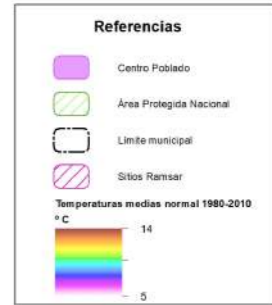 Referencias
Centro Poblado
Área Protegida Nacional
Límite municipal
Sitios Ramsar
Temperaturas medias normal 1980-2010
º C
14
5